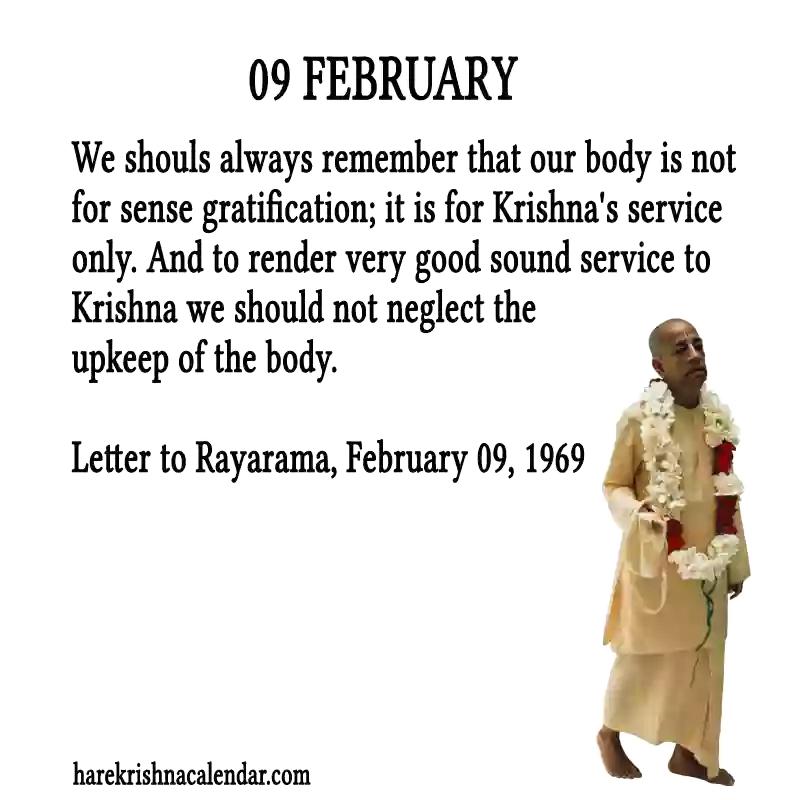 09 FEBRUARY
We shouls always remember that our body is not
for sense gratification; it is for Krishna's service
only. And to render very good sound service to
Krishna we should not neglect the
upkeep of the body.
Letter to Rayarama, February 09, 1969
harekrishnacalendar.com